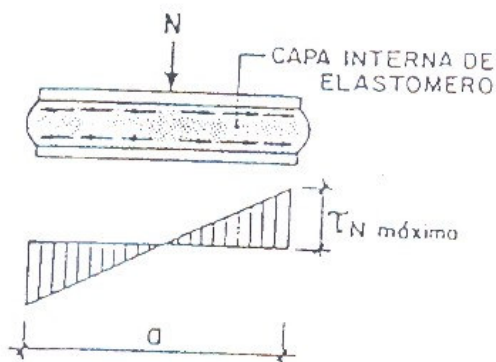 N
CAPA INTERNA DE
ELASTOMERO
τN máximo
a